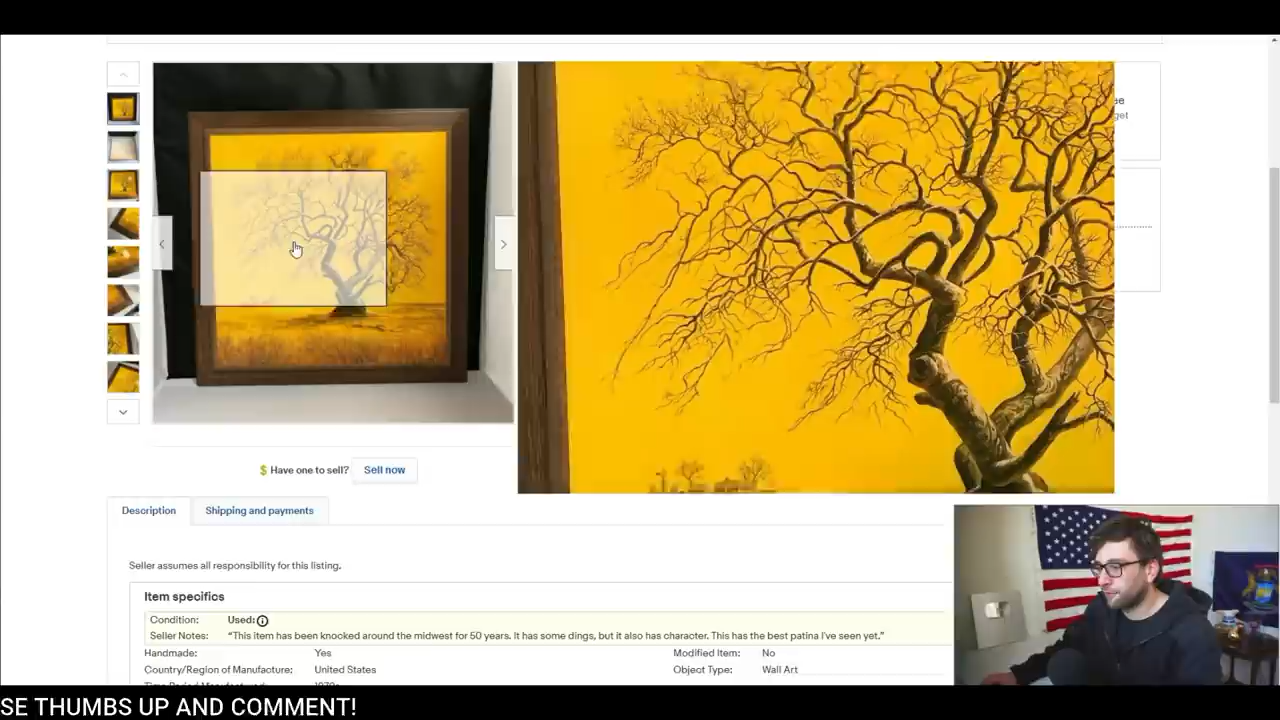 ee
get
$ Have one to sell? Sell now
Description
Shipping and payments
Seller assumes all responsibility for this listing.
Item specifics
Condition: Used
Seller Notes: “This item has been knocked around the midwest for 50 years. It has some dings, but it also has character. This has the best patina I've seen yet.”
Handmade: Yes Modified Item: No
Country/Region of Manufacture: United States Object Type: Wall Art
SE THUMBS UP AND COMMENT!